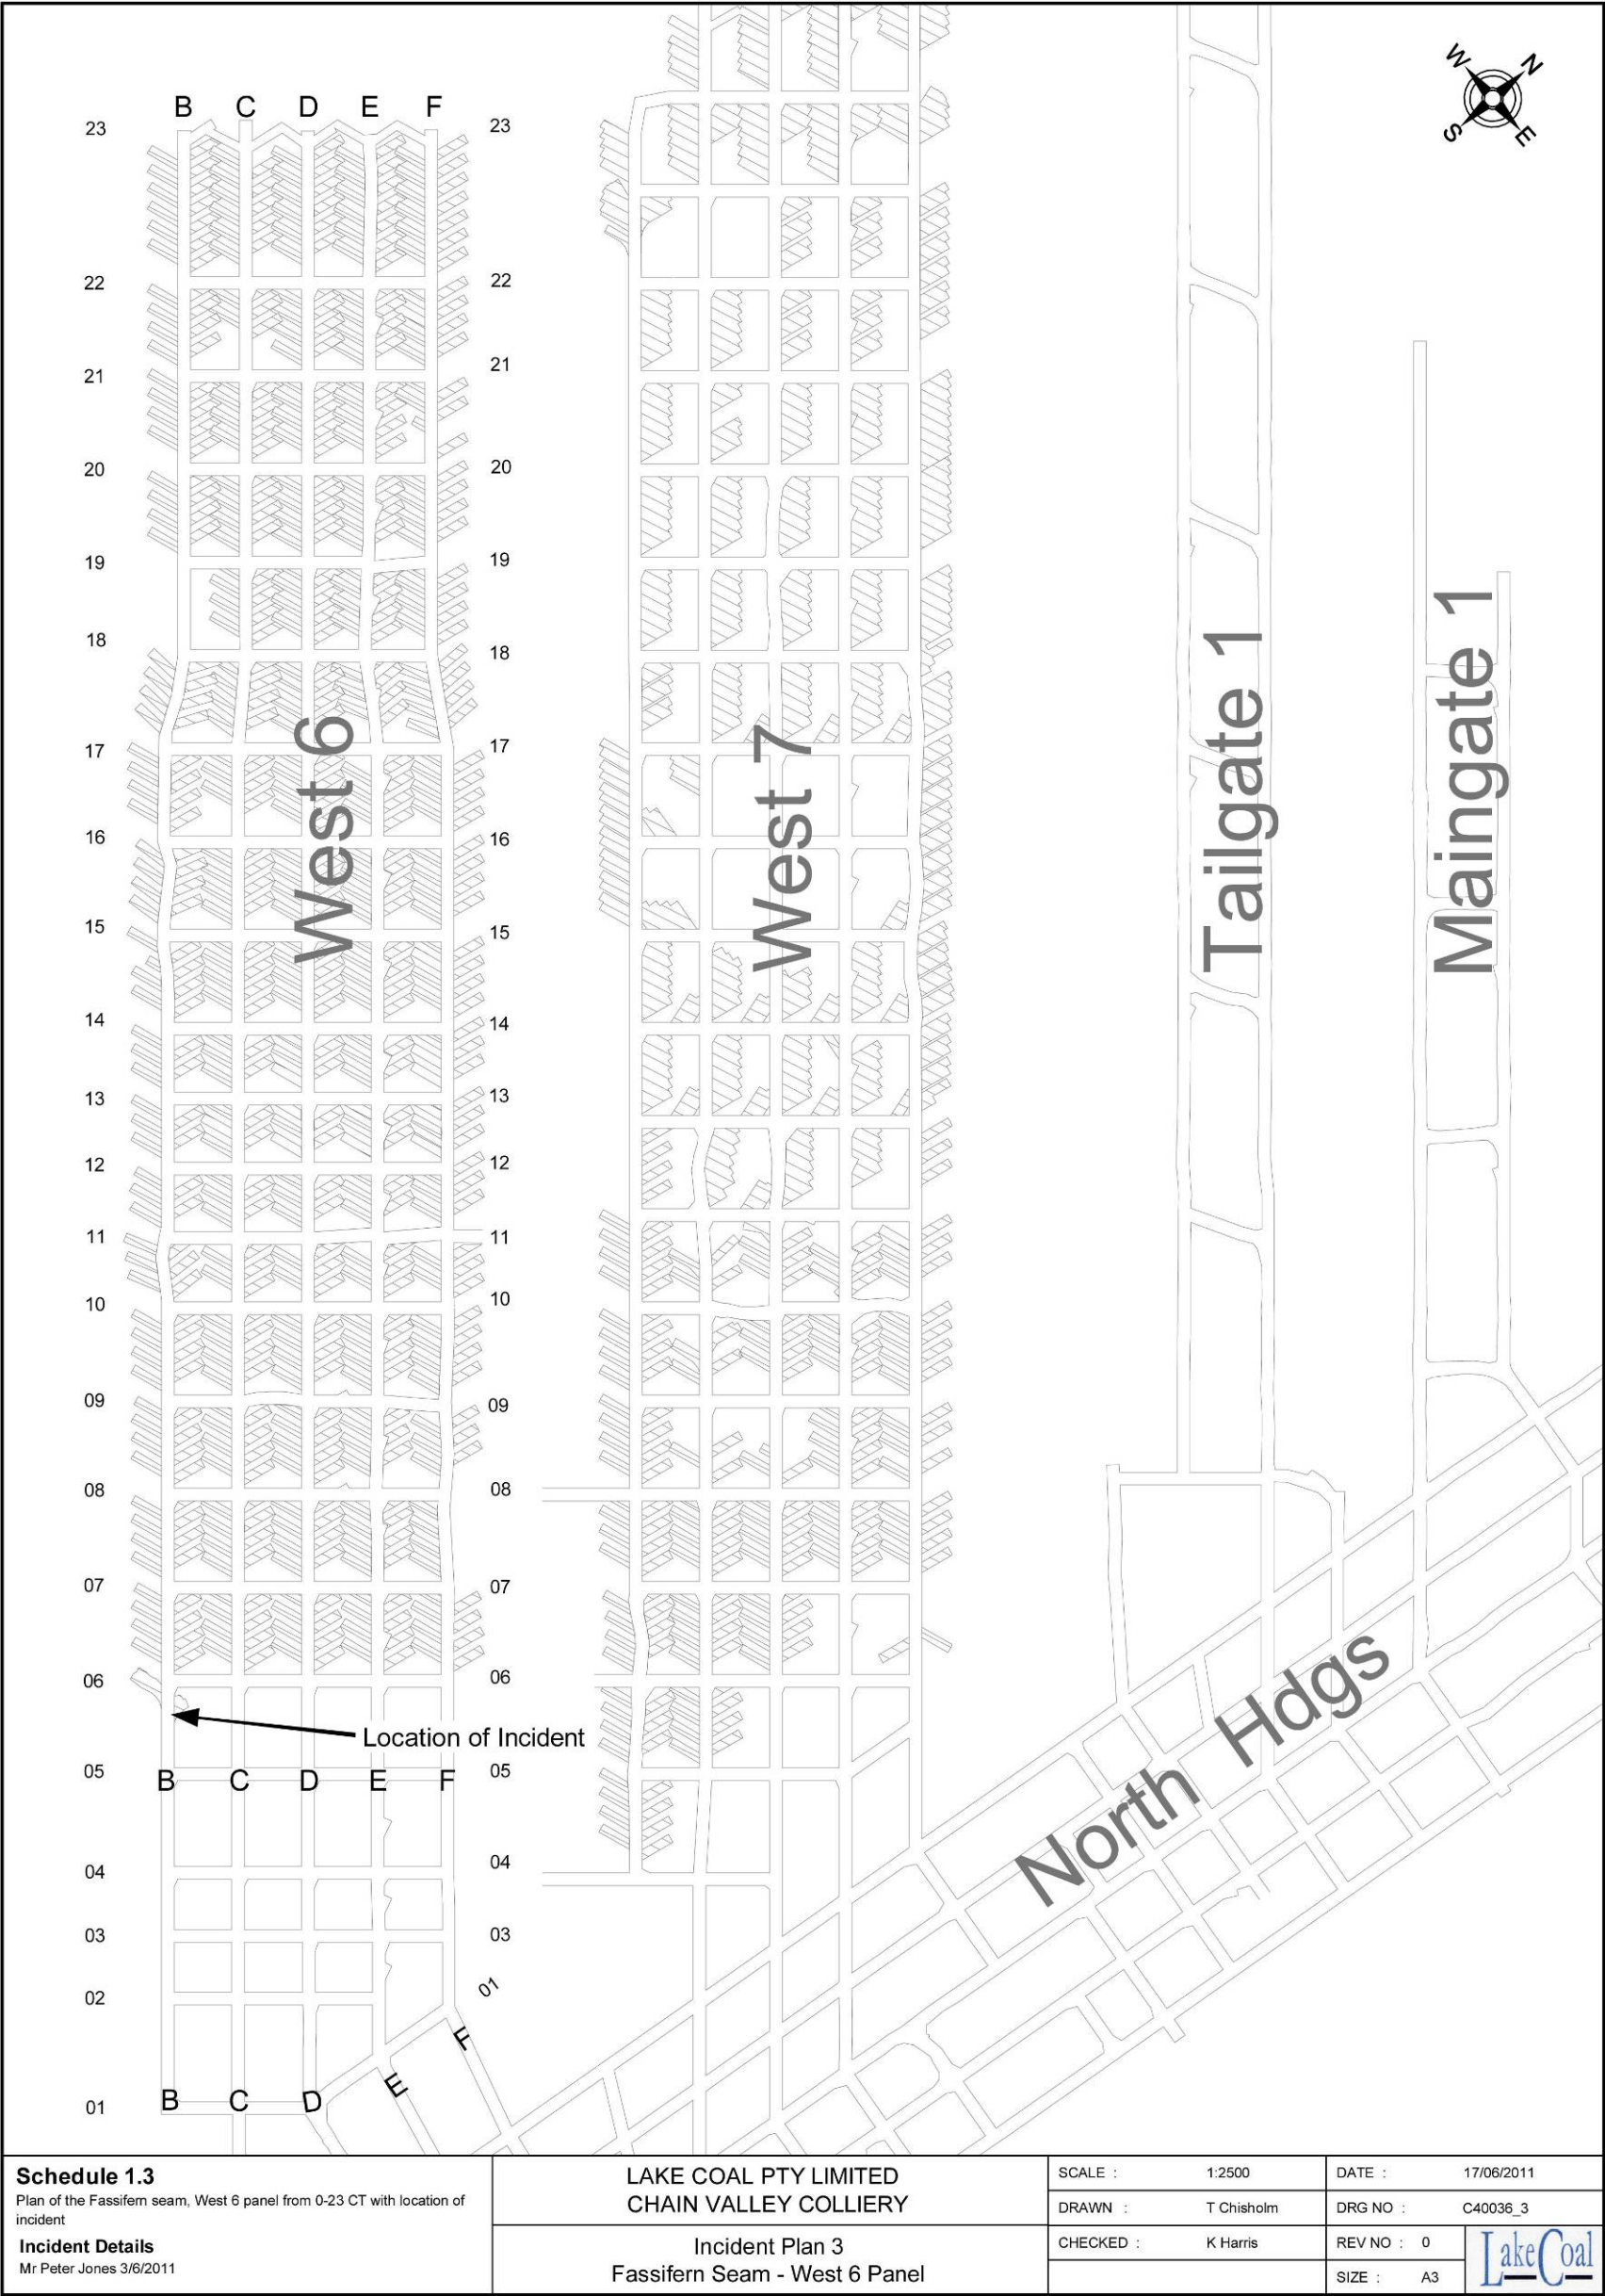 W N
S E
B C D E F
23 23
22 22
21 21
20 20
19 19
18 18
17 17
16 16
15 15
14 14
13 13
12 12
11 11
10 10
09 09
08 08
07 07
06 06
05 05
04 04
03 03
02 01
01
West 6
West 7
Tailgate 1
Maingate 1
North Hdgs
Location of Incident
B C D E F
F
E
B C D
Schedule 1.3
Plan of the Fassifern seam, West 6 panel from 0-23 CT with location of
incident
Incident Details
Mr Peter Jones 3/6/2011
LAKE COAL PTY LIMITED
CHAIN VALLEY COLLIERY
Incident Plan 3
Fassifern Seam - West 6 Panel
SCALE : 1:2500
DRAWN : T Chisholm
CHECKED : K Harris
DATE : 17/06/2011
DRG NO : C40036_3
REV NO : 0
SIZE : A3
LakeCoal